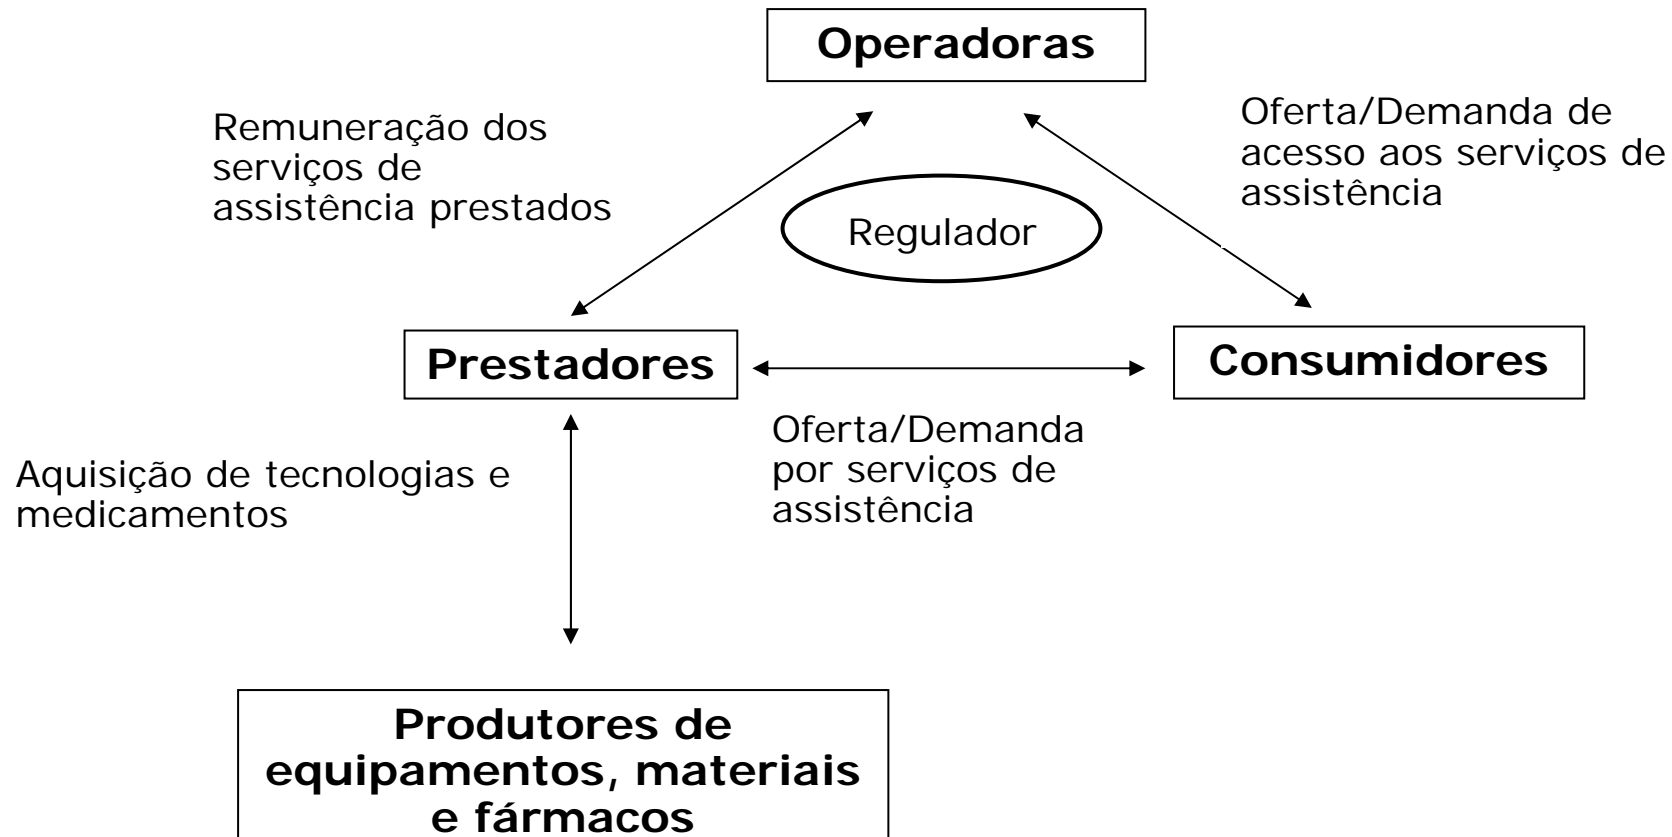 Operadoras
Remuneração dos
serviços de
assistência prestados
Oferta/Demanda de
acesso aos serviços de
assistência
Regulador
Prestadores
Consumidores
Oferta/Demanda
por serviços de
assistência
Aquisição de tecnologias e
medicamentos
Produtores de
equipamentos, materiais
e fármacos